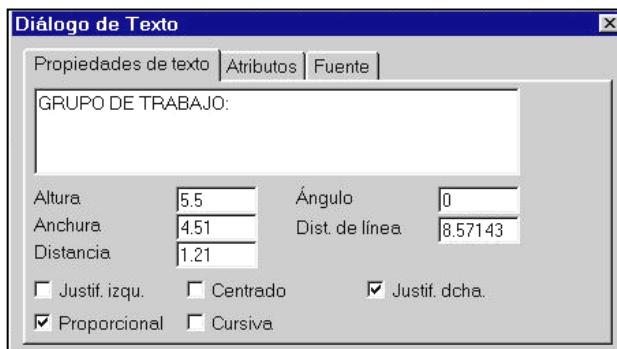 Diálogo de Texto
Propiedades de texto Atributos Fuente
GRUPO DE TRABAJO:
Altura 5.5 Ángulo 0
Anchura 4.51 Dist. de línea 8.57143
Distancia 1.21
Justif. izqu. Centrado Justif. dcha.
Proporcional Cursiva